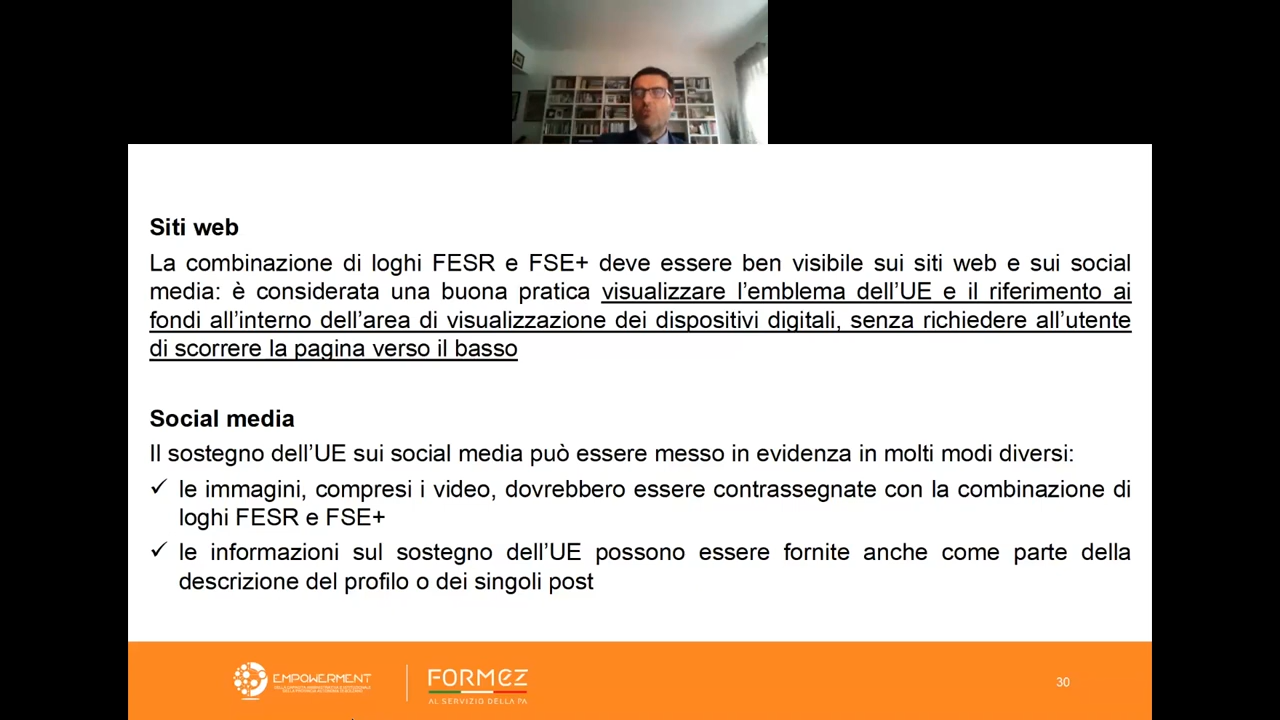 Siti web
La combinazione di loghi FESR e FSE+ deve essere ben visibile sui siti web e sui social
media: è considerata una buona pratica visualizzare l’emblema dell’UE e il riferimento ai
fondi all’interno dell’area di visualizzazione dei dispositivi digitali, senza richiedere all’utente
di scorrere la pagina verso il basso
Social media
Il sostegno dell’UE sui social media può essere messo in evidenza in molti modi diversi:
✓ le immagini, compresi i video, dovrebbero essere contrassegnate con la combinazione di
loghi FESR e FSE+
✓ le informazioni sul sostegno dell’UE possono essere fornite anche come parte della
descrizione del profilo o dei singoli post
EMPOWERMENT
FORMEZ
AL SERVIZIO DELLA PA
30